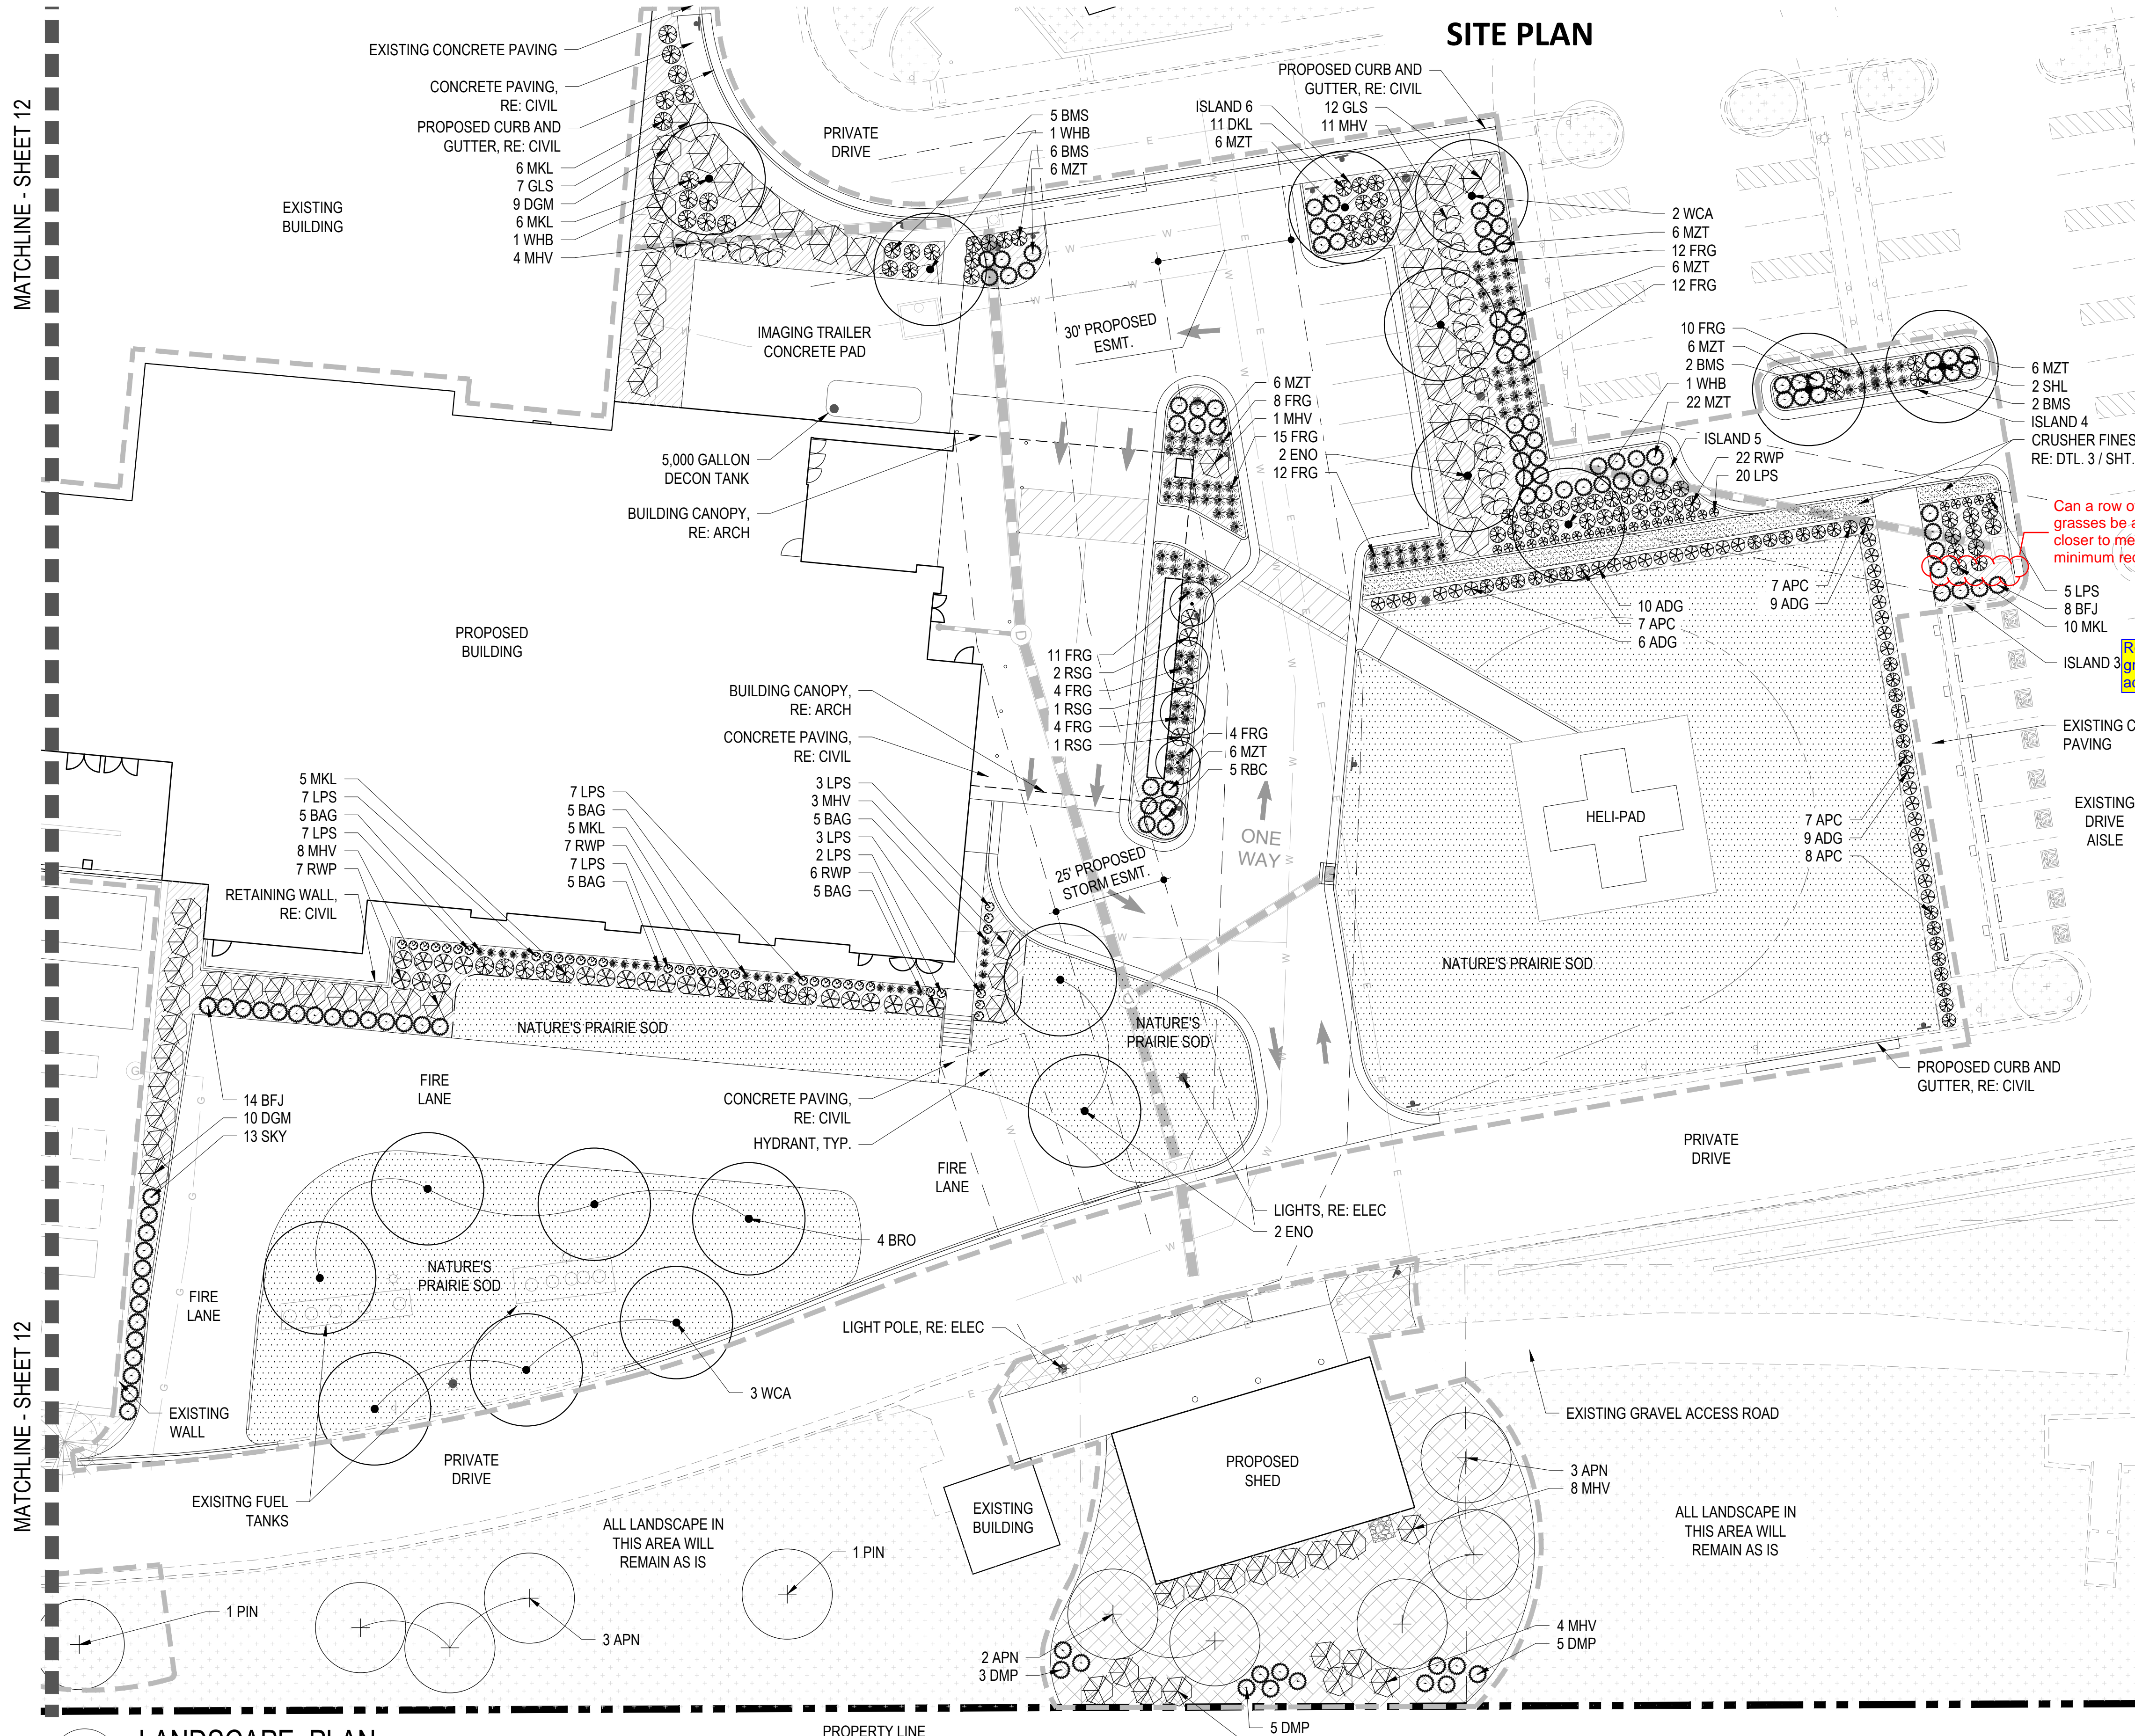 SITE PLAN
MATCHLINE - SHEET 12
EXISTING CONCRETE PAVING
CONCRETE PAVING,
RE: CIVIL
PROPOSED CURB AND
GUTTER, RE: CIVIL
6 MKL
7 GLS
9 DGM
6 MKL
1 WHB
4 MHV
EXISTING
BUILDING
PRIVATE
DRIVE
5 BMS
1 WHB
6 BMS
6 MZT
PROPOSED CURB AND
GUTTER, RE: CIVIL
ISLAND 6
11 DKL
6 MZT
12 GLS
11 MHV
2 WCA
6 MZT
12 FRG
6 MZT
12 FRG
10 FRG
6 MZT
2 BMS
1 WHB
22 MZT
6 MZT
2 SHL
2 BMS
ISLAND 4
CRUSHER FINES
RE: DTL. 3 / SHT.
ISLAND 5
22 RWP
20 LPS
IMAGING TRAILER
CONCRETE PAD
30' PROPOSED
ESMT.
6 MZT
8 FRG
1 MHV
15 FRG
2 ENO
12 FRG
5,000 GALLON
DECON TANK
BUILDING CANOPY,
RE: ARCH
Can a row o
grasses be a
closer to me
minimum rec
5 LPS
8 BFJ
10 MKL
ISLAND 3
R
gr
ac
7 APC
9 ADG
10 ADG
7 APC
6 ADG
PROPOSED
BUILDING
D
11 FRG
2 RSG
4 FRG
1 RSG
4 FRG
1 RSG
BUILDING CANOPY,
RE: ARCH
CONCRETE PAVING,
RE: CIVIL
4 FRG
6 MZT
5 RBC
ONE
WAY
25' PROPOSED
STORM ESMT.
EXISTING C
PAVING
HELI-PAD
EXISTING
DRIVE
AISLE
7 APC
9 ADG
8 APC
5 MKL
7 LPS
5 BAG
7 LPS
8 MHV
7 RWP
RETAINING WALL,
RE: CIVIL
7 LPS
5 BAG
5 MKL
7 RWP
7 LPS
5 BAG
3 LPS
3 MHV
5 BAG
3 LPS
2 LPS
6 RWP
5 BAG
NATURE'S PRAIRIE SOD
NATURE'S PRAIRIE SOD
NATURE'S
PRAIRIE SOD
PROPOSED CURB AND
GUTTER, RE: CIVIL
14 BFJ
10 DGM
13 SKY
FIRE
LANE
CONCRETE PAVING,
RE: CIVIL
HYDRANT, TYP.
PRIVATE
DRIVE
FIRE
LANE
LIGHTS, RE: ELEC
2 ENO
4 BRO
NATURE'S
PRAIRIE SOD
FIRE
LANE
MATCHLINE - SHEET 12
LIGHT POLE, RE: ELEC
3 WCA
EXISTING
WALL
EXISTING GRAVEL ACCESS ROAD
PRIVATE
DRIVE
PROPOSED
SHED
3 APN
8 MHV
EXISITNG FUEL
TANKS
EXISTING
BUILDING
ALL LANDSCAPE IN
THIS AREA WILL
REMAIN AS IS
ALL LANDSCAPE IN
THIS AREA WILL
REMAIN AS IS
1 PIN
1 PIN
3 APN
4 MHV
5 DMP
2 APN
3 DMP
5 DMP
LANDSCAPE PLAN
PROPERTY LINE